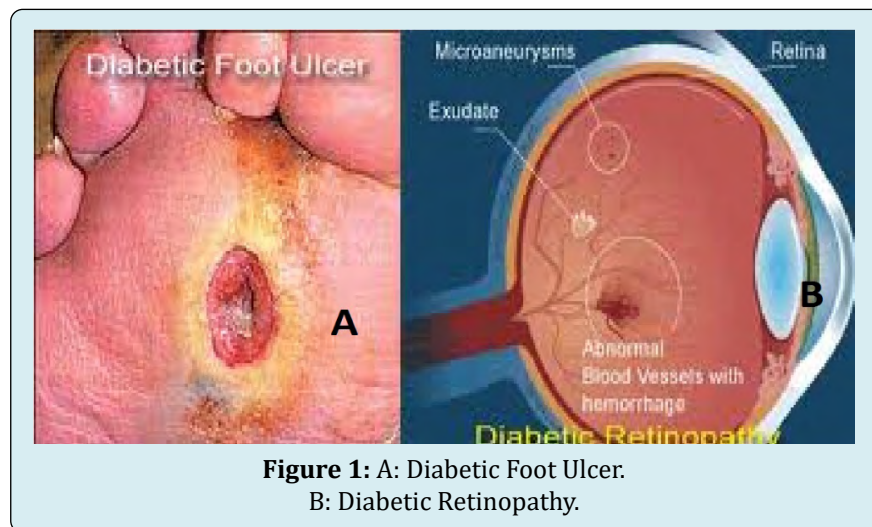 Diabetic Foot Ulcer
A
Microaneurysms
Retina
Exudate
B
Abnormal
Blood Vessels with
hemorrhage
Diabetic Retinopathy
Figure 1: A: Diabetic Foot Ulcer.
B: Diabetic Retinopathy.